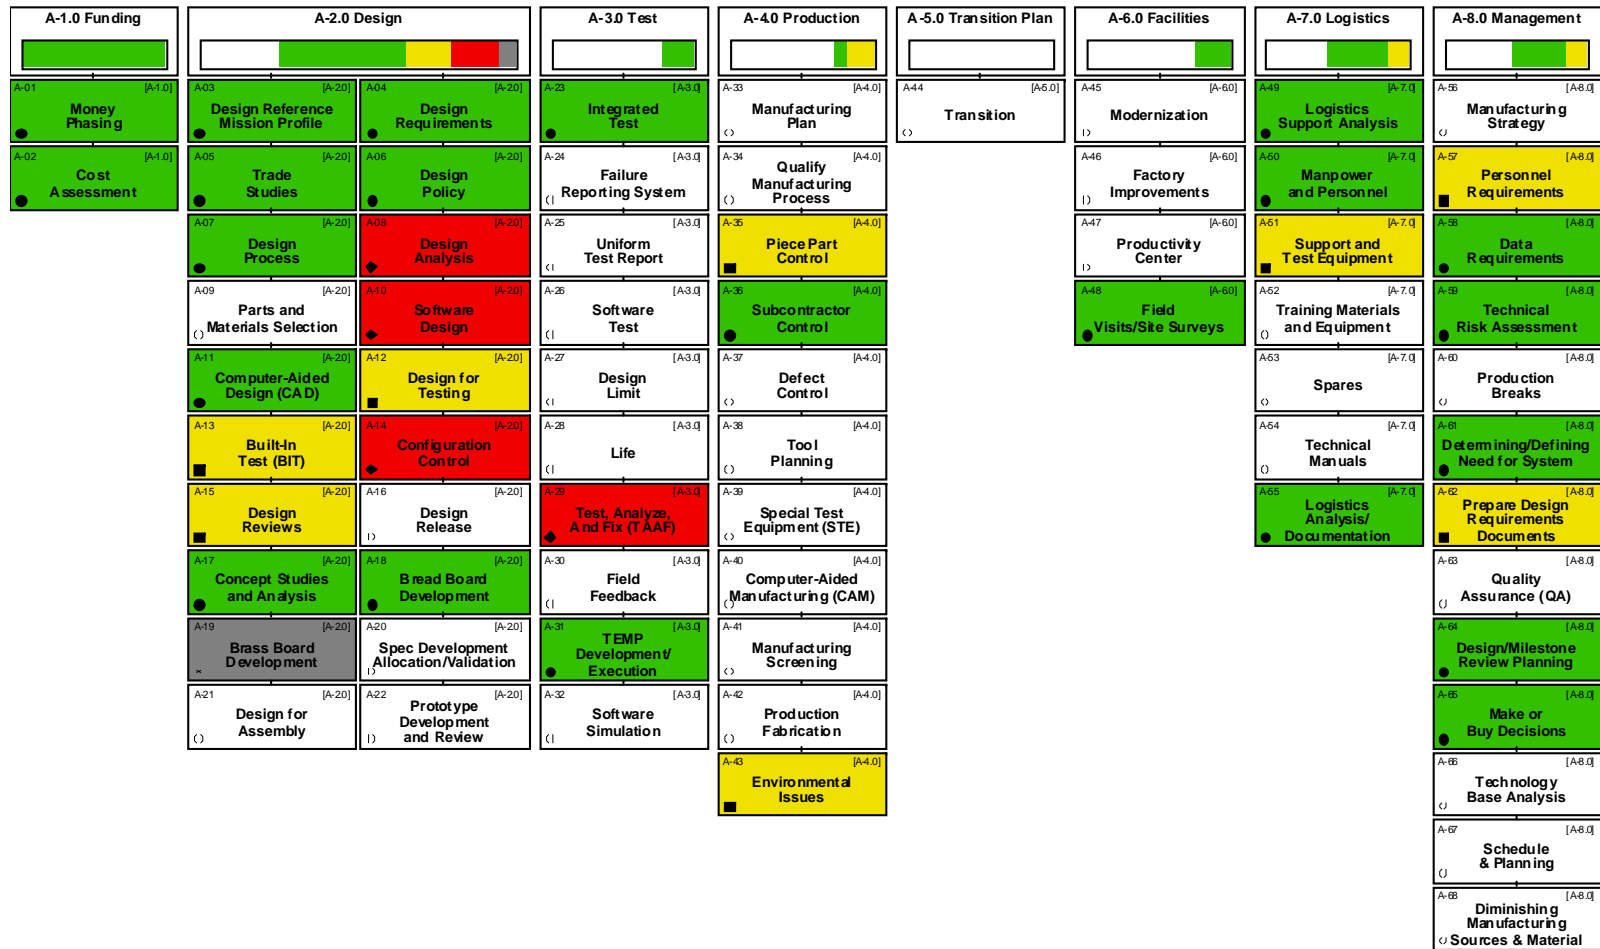 A-1.0 Funding
A-01 [A-1.0]
Money
Phasing
A-02 [A-1.0]
Cost
Assessment
A-2.0 Design
A-03 [A-2.0]
Design Reference
Mission Profile
A-04 [A-2.0]
Design
Requirements
A-05 [A-2.0]
Trade
Studies
A-06 [A-2.0]
Design
Policy
A-07 [A-2.0]
Design
Process
A-08 [A-2.0]
Design
Analysis
A-09 [A-2.0]
Parts and
Materials Selection
A-10 [A-2.0]
Software
Design
A-11 [A-2.0]
Computer-Aided
Design (CAD)
A-12 [A-2.0]
Design for
Testing
A-13 [A-2.0]
Built-In
Test (BIT)
A-14 [A-2.0]
Configuration
Control
A-15 [A-2.0]
Design
Reviews
A-16 [A-2.0]
Design
Release
A-17 [A-2.0]
Concept Studies
and Analysis
A-18 [A-2.0]
Bread Board
Development
A-19 [A-2.0]
Brass Board
Development
A-20 [A-2.0]
Spec Development
Allocation/Validation
A-21 [A-2.0]
Design for
Assembly
A-22 [A-2.0]
Prototype
Development
and Review
A-3.0 Test
A-23 [A-3.0]
Integrated
Test
A-24 [A-3.0]
Failure
Reporting System
A-25 [A-3.0]
Uniform
Test Report
A-26 [A-3.0]
Software
Test
A-27 [A-3.0]
Design
Limit
A-28 [A-3.0]
Life
A-29 [A-3.0]
Test, Analyze,
And Fix (TAAF)
A-30 [A-3.0]
Field
Feedback
A-31 [A-3.0]
TEMP
Development/
Execution
A-32 [A-3.0]
Software
Simulation
A-4.0 Production
A-33 [A-4.0]
Manufacturing
Plan
A-34 [A-4.0]
Qualify
Manufacturing
Process
A-35 [A-4.0]
Piece Part
Control
A-36 [A-4.0]
Subcontractor
Control
A-37 [A-4.0]
Defect
Control
A-38 [A-4.0]
Tool
Planning
A-39 [A-4.0]
Special Test
Equipment (STE)
A-40 [A-4.0]
Computer-Aided
Manufacturing (CAM)
A-41 [A-4.0]
Manufacturing
Screening
A-42 [A-4.0]
Production
Fabrication
A-43 [A-4.0]
Environmental
Issues
A-5.0 Transition Plan
A-44 [A-5.0]
Transition
A-6.0 Facilities
A-45 [A-6.0]
Modernization
A-46 [A-6.0]
Factory
Improvements
A-47 [A-6.0]
Productivity
Center
A-48 [A-6.0]
Field
Visits/Site Surveys
A-7.0 Logistics
A-49 [A-7.0]
Logistics
Support Analysis
A-50 [A-7.0]
Manpower
and Personnel
A-51 [A-7.0]
Support and
Test Equipment
A-52 [A-7.0]
Training Materials
and Equipment
A-53 [A-7.0]
Spares
A-54 [A-7.0]
Technical
Manuals
A-55 [A-7.0]
Logistics
Analysis/
Documentation
A-8.0 Management
A-56 [A-8.0]
Manufacturing
Strategy
A-57 [A-8.0]
Personnel
Requirements
A-58 [A-8.0]
Data
Requirements
A-59 [A-8.0]
Technical
Risk Assessment
A-60 [A-8.0]
Production
Breaks
A-61 [A-8.0]
Determining/Defining
Need for System
A-62 [A-8.0]
Prepare Design
Requirements
Documents
A-63 [A-8.0]
Quality
Assurance (QA)
A-64 [A-8.0]
Design/Milestone
Review Planning
A-65 [A-8.0]
Make or
Buy Decisions
A-66 [A-8.0]
Technology
Base Analysis
A-67 [A-8.0]
Schedule
& Planning
A-68 [A-8.0]
Diminishing
Manufacturing
Sources & Material